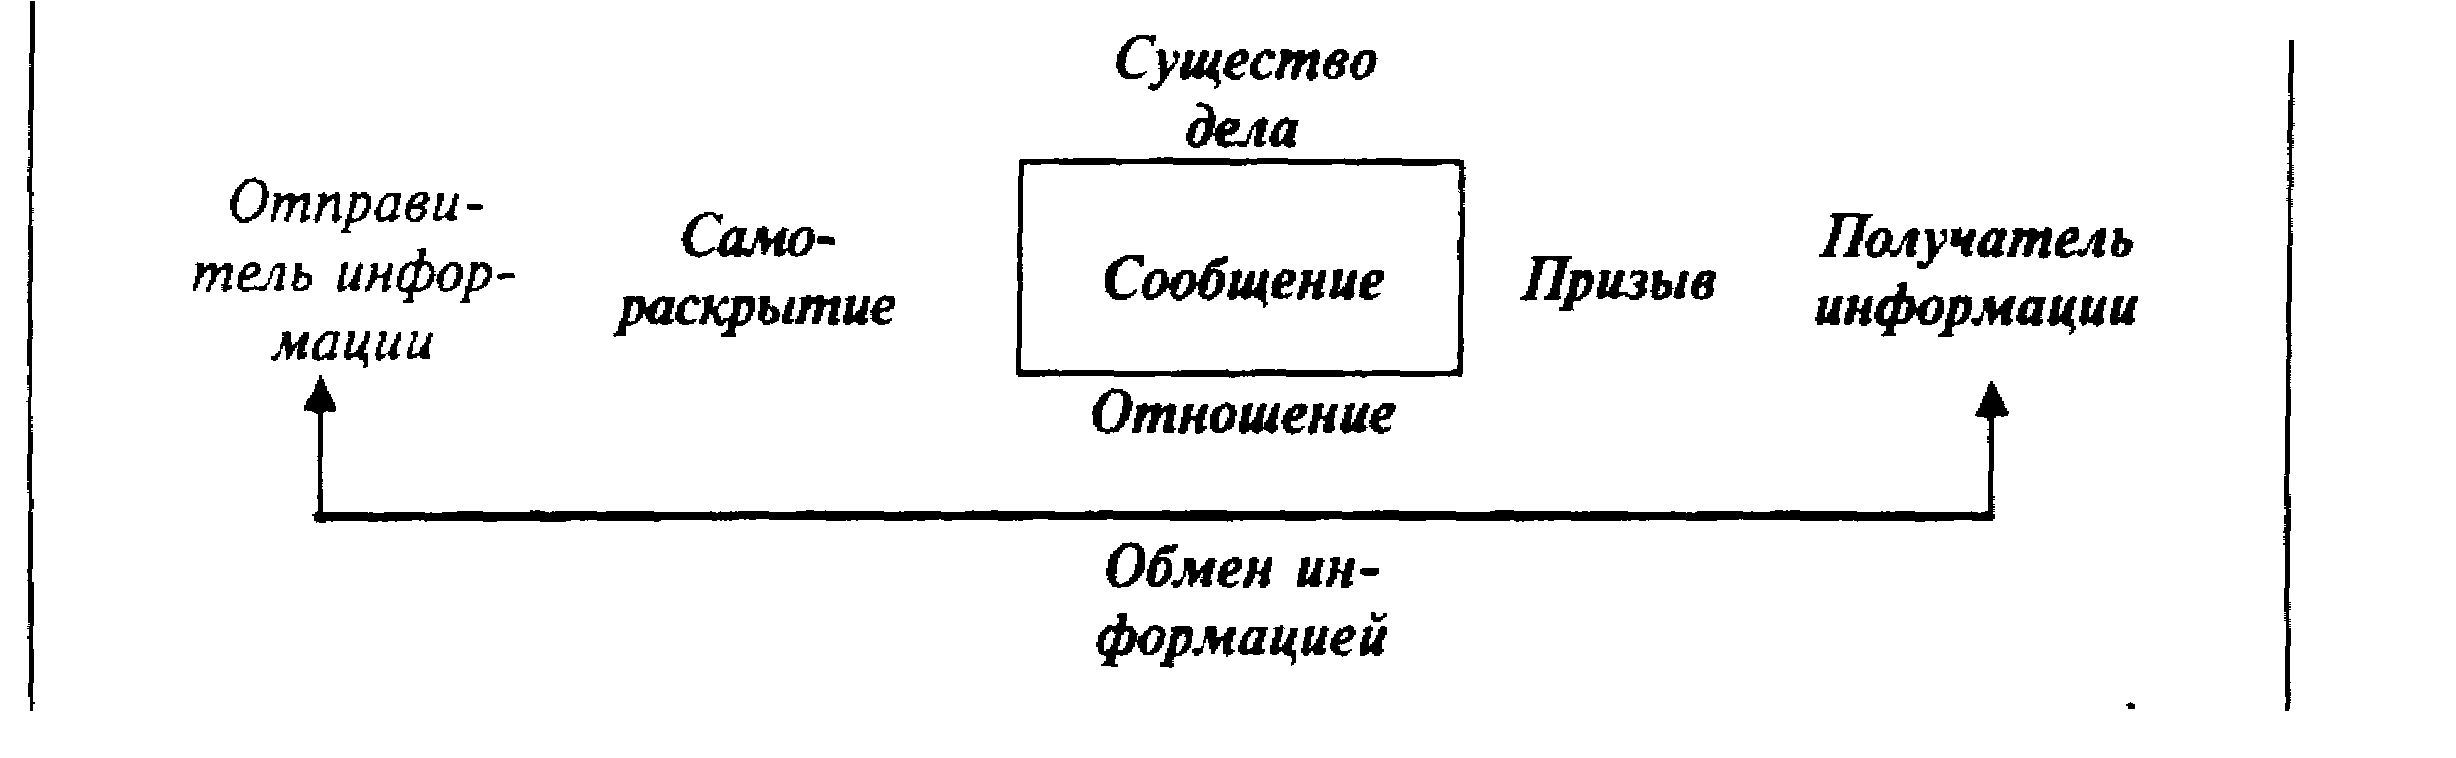 Существо
дела
Отправи-
тель инфор-
мации
Само-
раскрытие
Сообщение
Призыв
Получатель
информации
Отношение
Обмен ин-
формацией